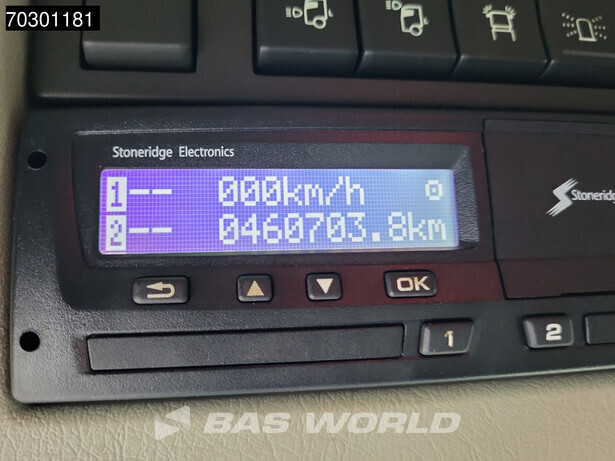 70301181
Stoneridge Electronics
1 -- 000km/h
2 -- 0460703.8km
Stoneridge
OK
1
2
BAS WORLD